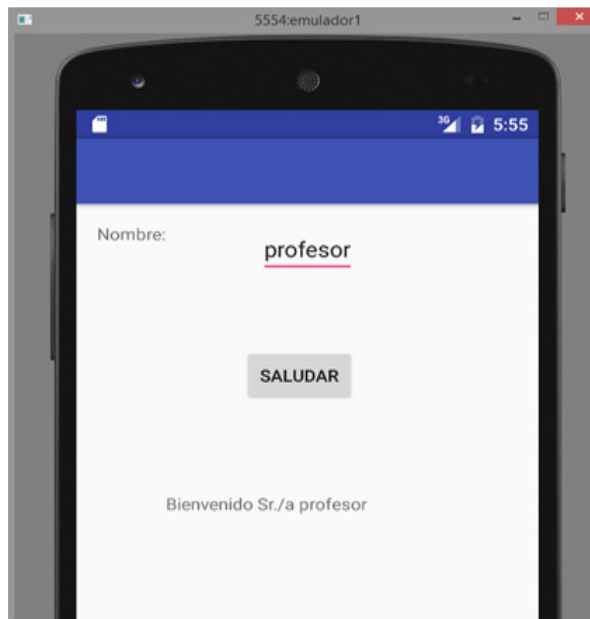 5554:emulador1
3G 5:55
Nombre:
profesor
SALUDAR
Bienvenido Sr./a profesor